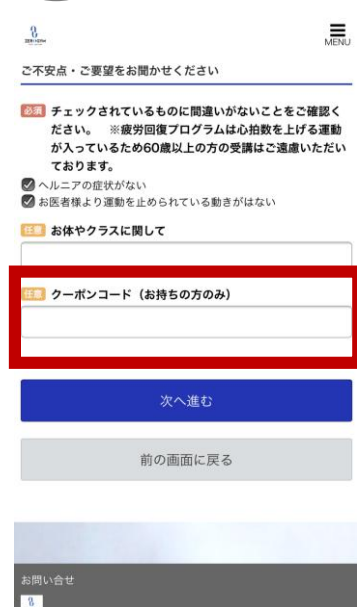 MENU
ご不安点・ご要望をお聞かせください
必須 チェックされているものに間違いがないことをご確認く
ださい。 ※疲労回復プログラムは心拍数を上げる運動
が入っているため60歳以上の方の受講はご遠慮いただい
ております。
ヘルニアの症状がない
お医者様より運動を止められている動きがはない
任意 お体やクラスに関して
任意 クーポンコード（お持ちの方のみ）
次へ進む
前の画面に戻る
お問い合せ